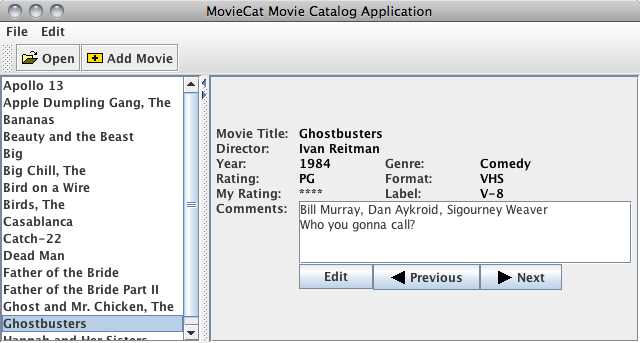 MovieCat Movie Catalog Application
File Edit
Open Add Movie
Apollo 13
Apple Dumpling Gang, The
Bananas
Beauty and the Beast
Big
Big Chill, The
Bird on a Wire
Birds, The
Casablanca
Catch-22
Dead Man
Father of the Bride
Father of the Bride Part II
Ghost and Mr. Chicken, The
Ghostbusters
Hannah and Her Sisters
Movie Title: Ghostbusters
Director: Ivan Reitman
Year: 1984 Genre: Comedy
Rating: PG Format: VHS
My Rating: **** Label: V-8
Comments: Bill Murray, Dan Aykroid, Sigourney Weaver
Who you gonna call?
Edit Previous Next